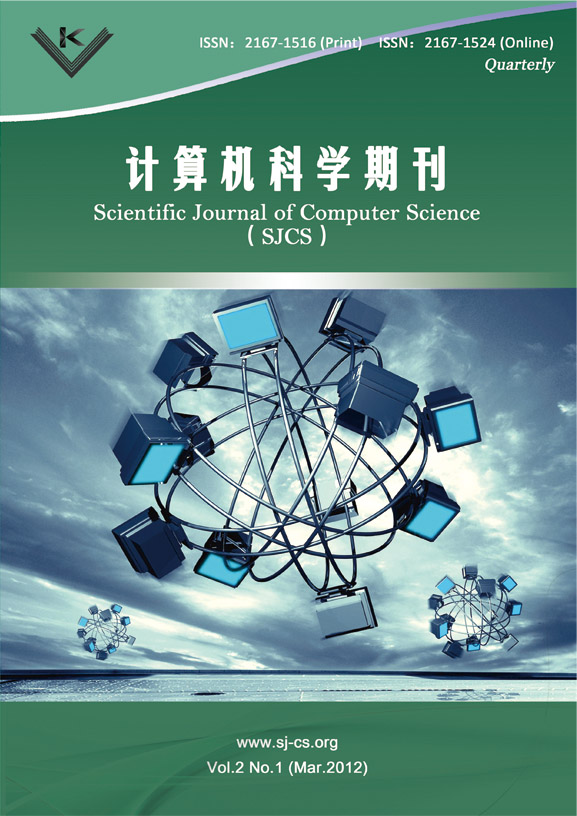 K
ISSN：2167-1516 (Print) ISSN：2167-1524 (Online)
Quarterly
计算机科学期刊
Scientific Journal of Computer Science
（SJCS）
www.sj-cs.org
Vol.2 No.1 (Mar.2012)